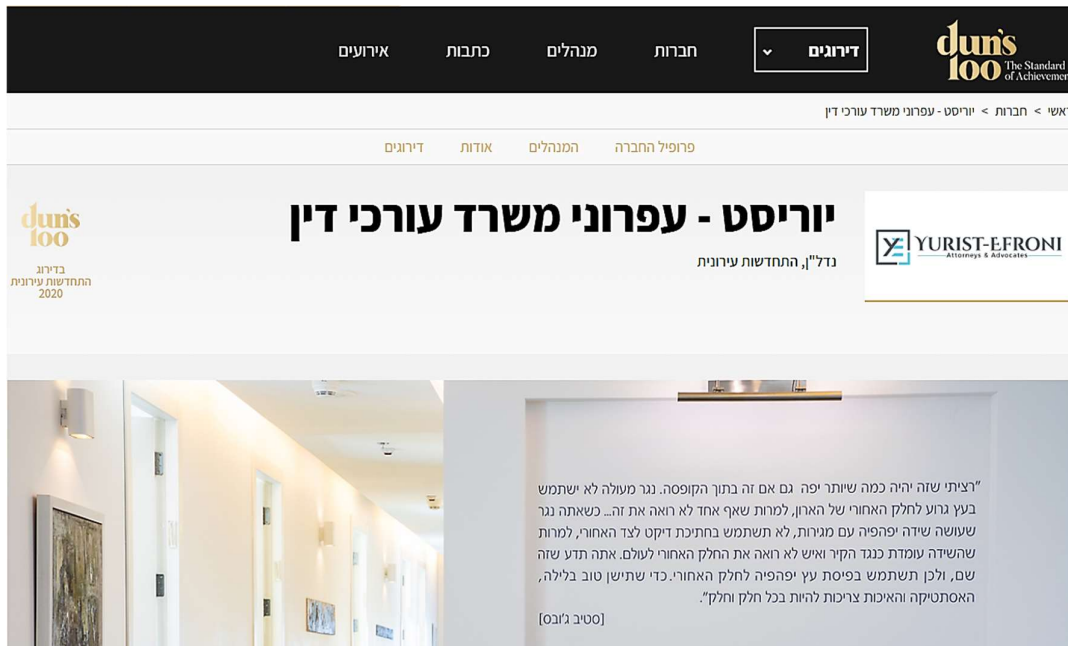 דירוגים
חברות
מנהלים
כתבות
אירועים
dun's
100 The Standard
of Achievement
ראשי > חברות > יוריסט - עפרוני משרד עורכי דין
פרופיל החברה
המנהלים
אודות
דירוגים
יוריסט - עפרוני משרד עורכי דין
נדל"ן, התחדשות עירונית
YURIST-EFRONI
Attorneys & Advocates
dun's
100
בדירוג
התחדשות עירונית
2020
"רציתי שזה יהיה כמה שיותר יפה גם אם זה בתוך הקופסה. נגר מעולה לא ישתמש
בעץ גרוע לחלק האחורי של הארון, למרות שאף אחד לא רואה את זה... כשאתה נגר
שעושה שידה יפהפיה עם מגירות, לא תשתמש בחתיכת דיקט לצד האחורי, למרות
שהשידה עומדת כנגד הקיר ואיש לא רואה את החלק האחורי לעולם. אתה תדע שזה
שם, ולכן תשתמש בפיסת עץ יפהפיה לחלק האחורי.כדי שתישן טוב בלילה,
האסתטיקה והאיכות צריכות להיות בכל חלק וחלק".
[סטיב ג'ובס]